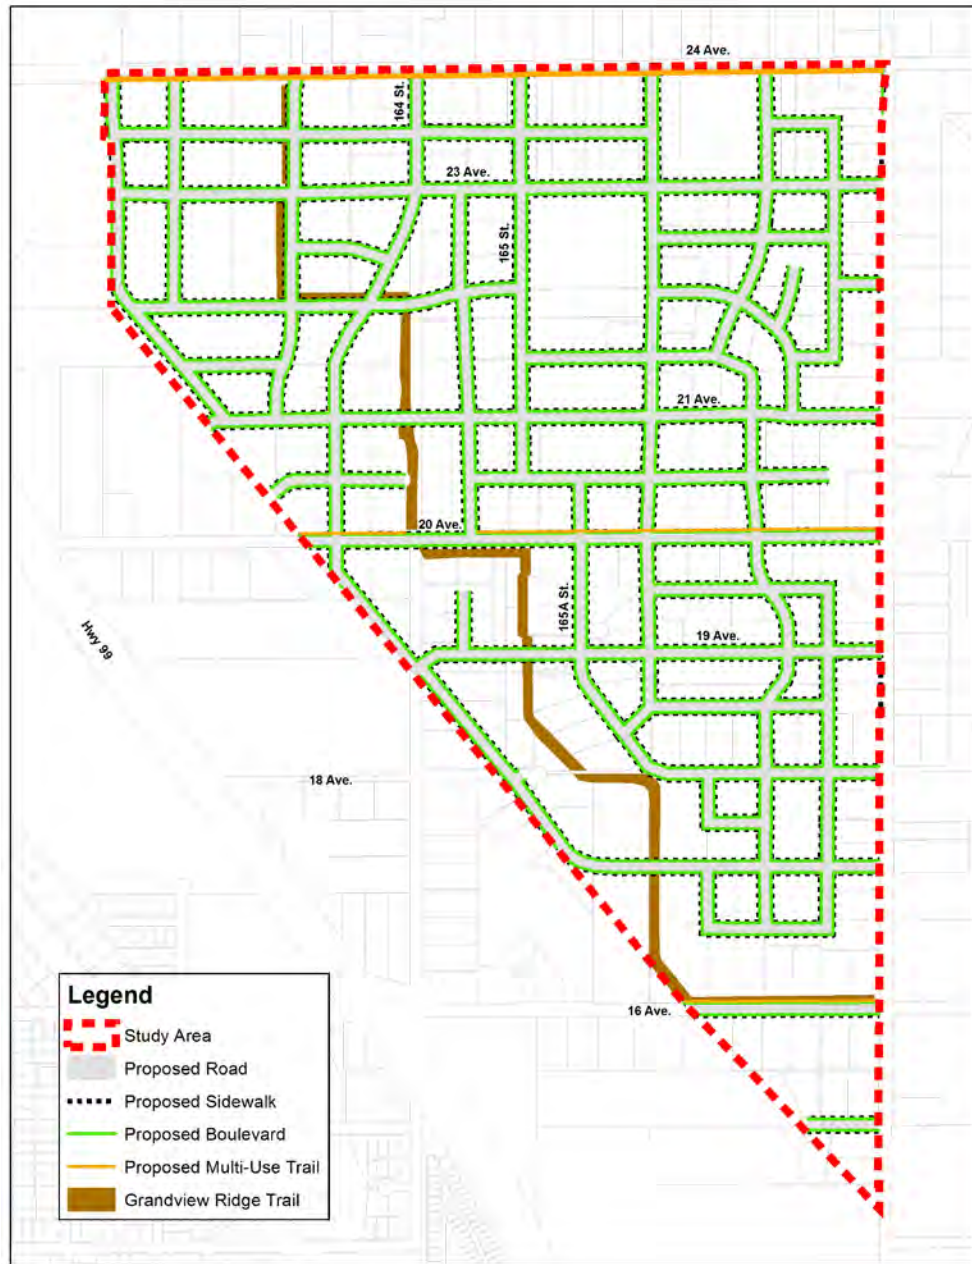 24 Ave.
164 St.
23 Ave.
165 St.
21 Ave.
20 Ave.
165A St.
19 Ave.
Hwy 99
18 Ave.
16 Ave.
Legend
Study Area
Proposed Road
Proposed Sidewalk
Proposed Boulevard
Proposed Multi-Use Trail
Grandview Ridge Trail